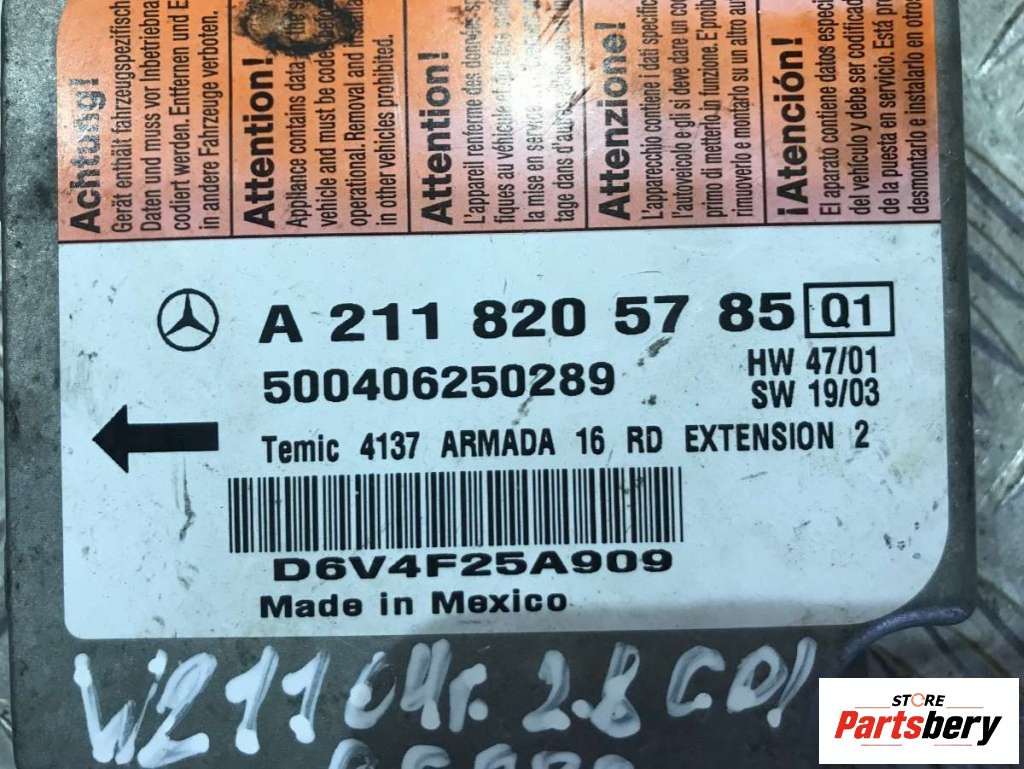 Achtung!
Gerät enthält fahrzeugspezifisch
Daten und muss vor Inbetriebna
codiert werden. Entfernen und E
in andere Fahrzeuge verboten.
Attention!
Appliance contains data
vehicle and must be code
operational. Removal and
in other vehicles prohibited.
Attention!
L'appareil renferme des données
fiques au véhicule
la mise en service.
tage dans d'au
Attenzione!
L'apparecchio contiene i dati specific
l'autoveicolo e gli si deve dare un co
primo di metterlo in funzione. E proib
rimuoverlo e montarlo su un altro au
¡Atención!
El aparato contiene datos especi
del vehículo y debe ser codificad
de la puesta en servicio. Está pro
desmontarlo e instalarlo en otros
A 211 820 57 85 Q1
500406250289 HW 47/01
SW 19/03
Temic 4137 ARMADA 16 RD EXTENSION 2
D6V4F25A909
Made in Mexico
W211 04r. 2.8 CDI
STORE
Partsbery